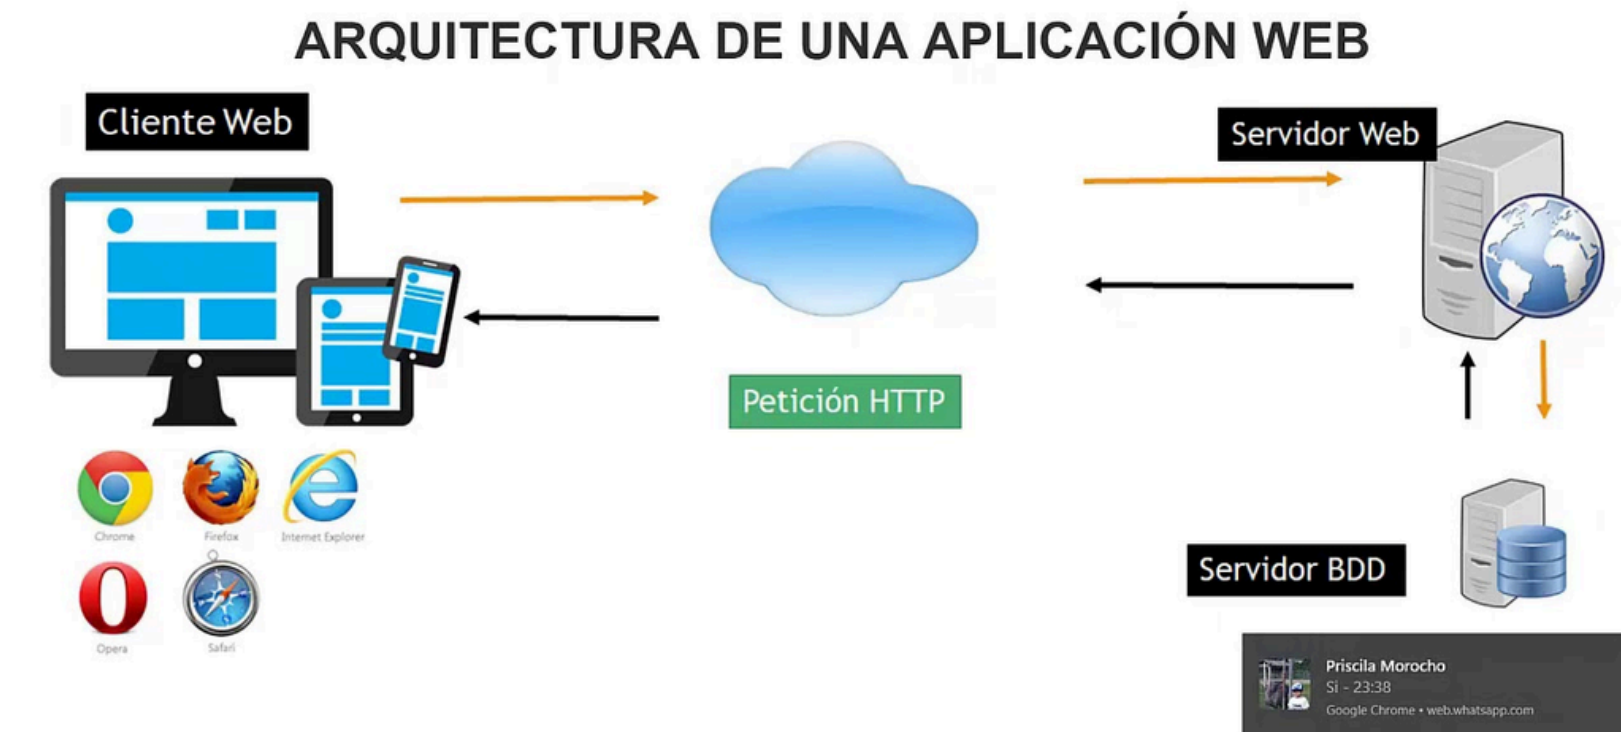 ARQUITECTURA DE UNA APLICACIÓN WEB
Cliente Web
Servidor Web
Petición HTTP
Chrome
Firefox
Internet Explorer
Opera
Safari
Servidor BDD
Priscila Morocho
Si - 23:38
Google Chrome • web.whatsapp.com